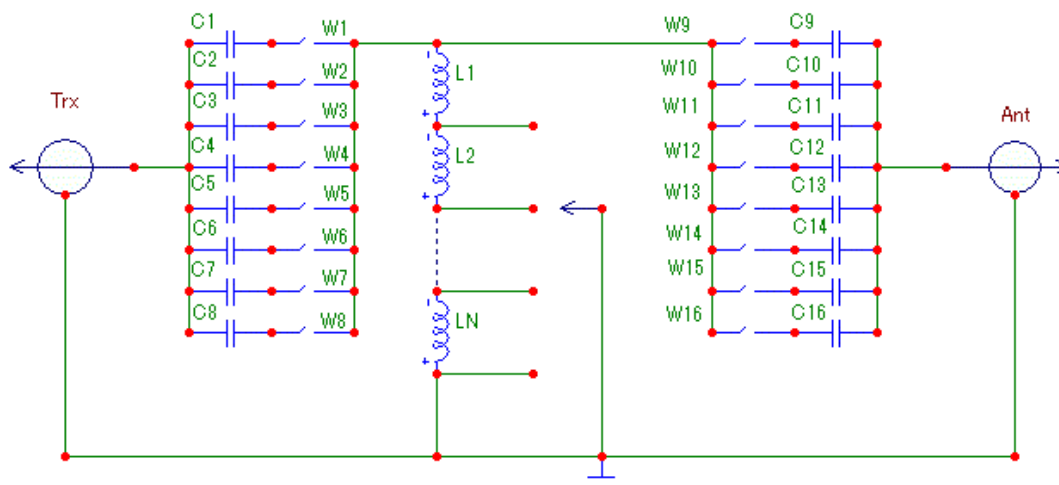 C1 W1 W9 C9
C2 W2 L1 W10 C10
Trx C3 W3 W11 C11 Ant
C4 W4 L2 W12 C12
C5 W5 W13 C13
C6 W6 W14 C14
C7 W7 W15 C15
C8 W8 LN W16 C16